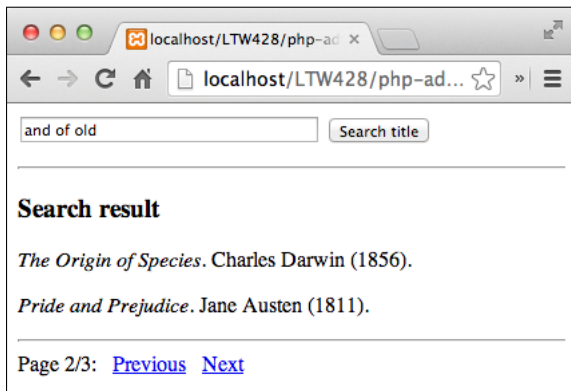 localhost/LTW428/php-ad
localhost/LTW428/php-ad...
and of old
Search title
Search result
The Origin of Species. Charles Darwin (1856).
Pride and Prejudice. Jane Austen (1811).
Page 2/3: Previous Next